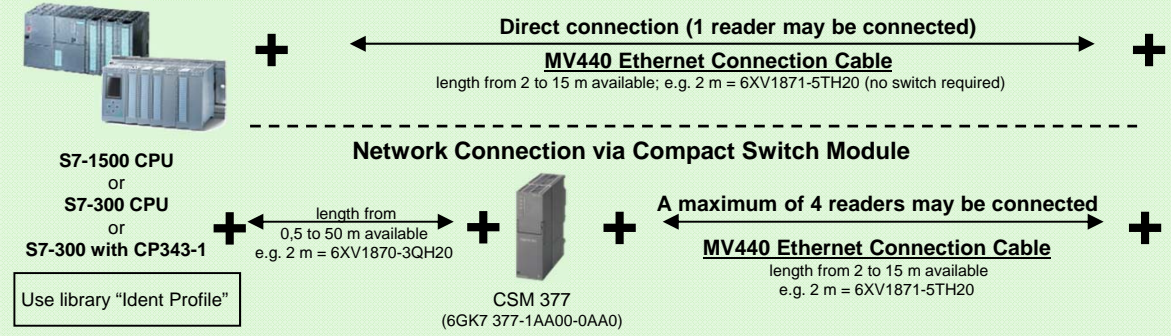 Direct connection (1 reader may be connected)
MV440 Ethernet Connection Cable
length from 2 to 15 m available; e.g. 2 m = 6XV1871-5TH20 (no switch required)
Network Connection via Compact Switch Module
S7-1500 CPU
or
S7-300 CPU
or
S7-300 with CP343-1
Use library “Ident Profile”
length from
0,5 to 50 m available
e.g. 2 m = 6XV1870-3QH20
CSM 377
(6GK7 377-1AA00-0AA0)
A maximum of 4 readers may be connected
MV440 Ethernet Connection Cable
length from 2 to 15 m available
e.g. 2 m = 6XV1871-5TH20